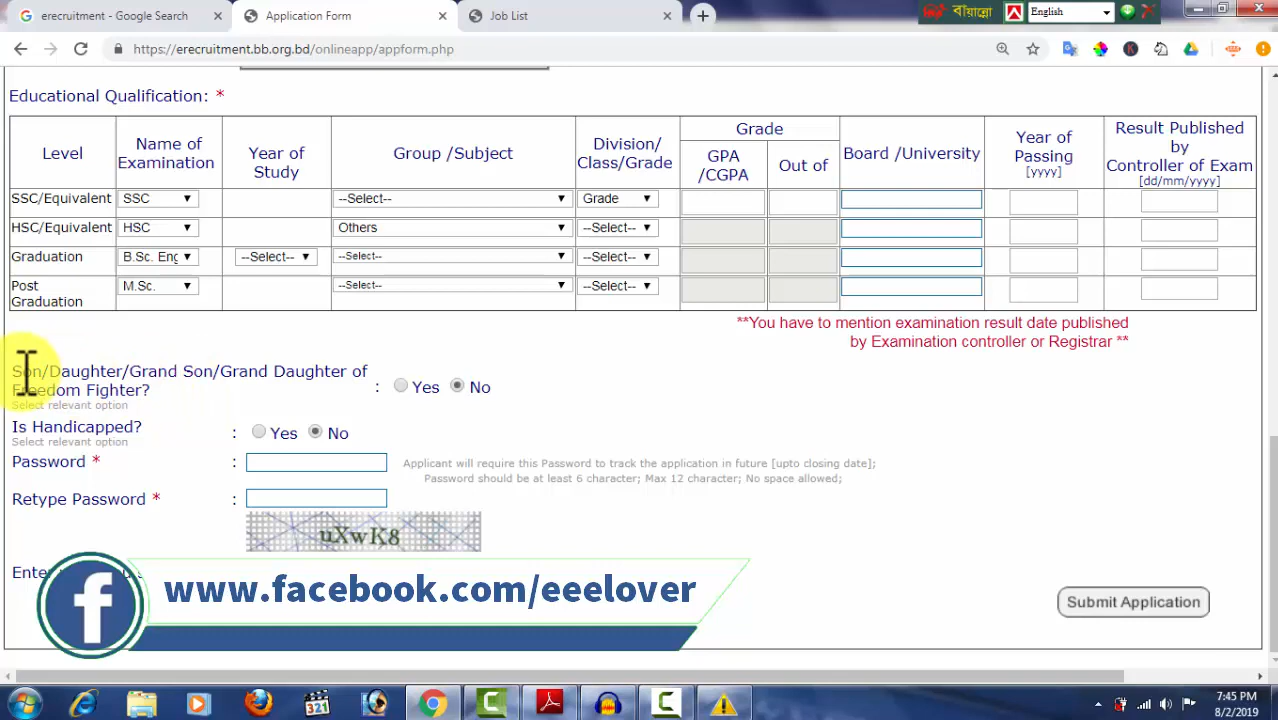 erecruitment - Google Search
Application Form
Job List
বায়ান্নো
English
https://erecruitment.bb.org.bd/onlineapp/appform.php
Educational Qualification: *
Level
Name of Examination
Year of Study
Group /Subject
Division/ Class/Grade
Grade
GPA /CGPA
Out of
Board /University
Year of Passing [yyyy]
Result Published by Controller of Exam [dd/mm/yyyy]
SSC/Equivalent SSC --Select-- Grade
HSC/Equivalent HSC Others --Select--
Graduation B.Sc. Eng --Select-- --Select-- --Select--
Post Graduation M.Sc. --Select-- --Select--
**You have to mention examination result date published
by Examination controller or Registrar **
Son/Daughter/Grand Son/Grand Daughter of
Freedom Fighter? : Yes No
Select relevant option
Is Handicapped? : Yes No
Select relevant option
Password * : Applicant will require this Password to track the application in future [upto closing date];
Password should be at least 6 character; Max 12 character; No space allowed;
Retype Password * :
uXwK8
Enter
www.facebook.com/eeelover
Submit Application
321
7:45 PM
8/2/2019